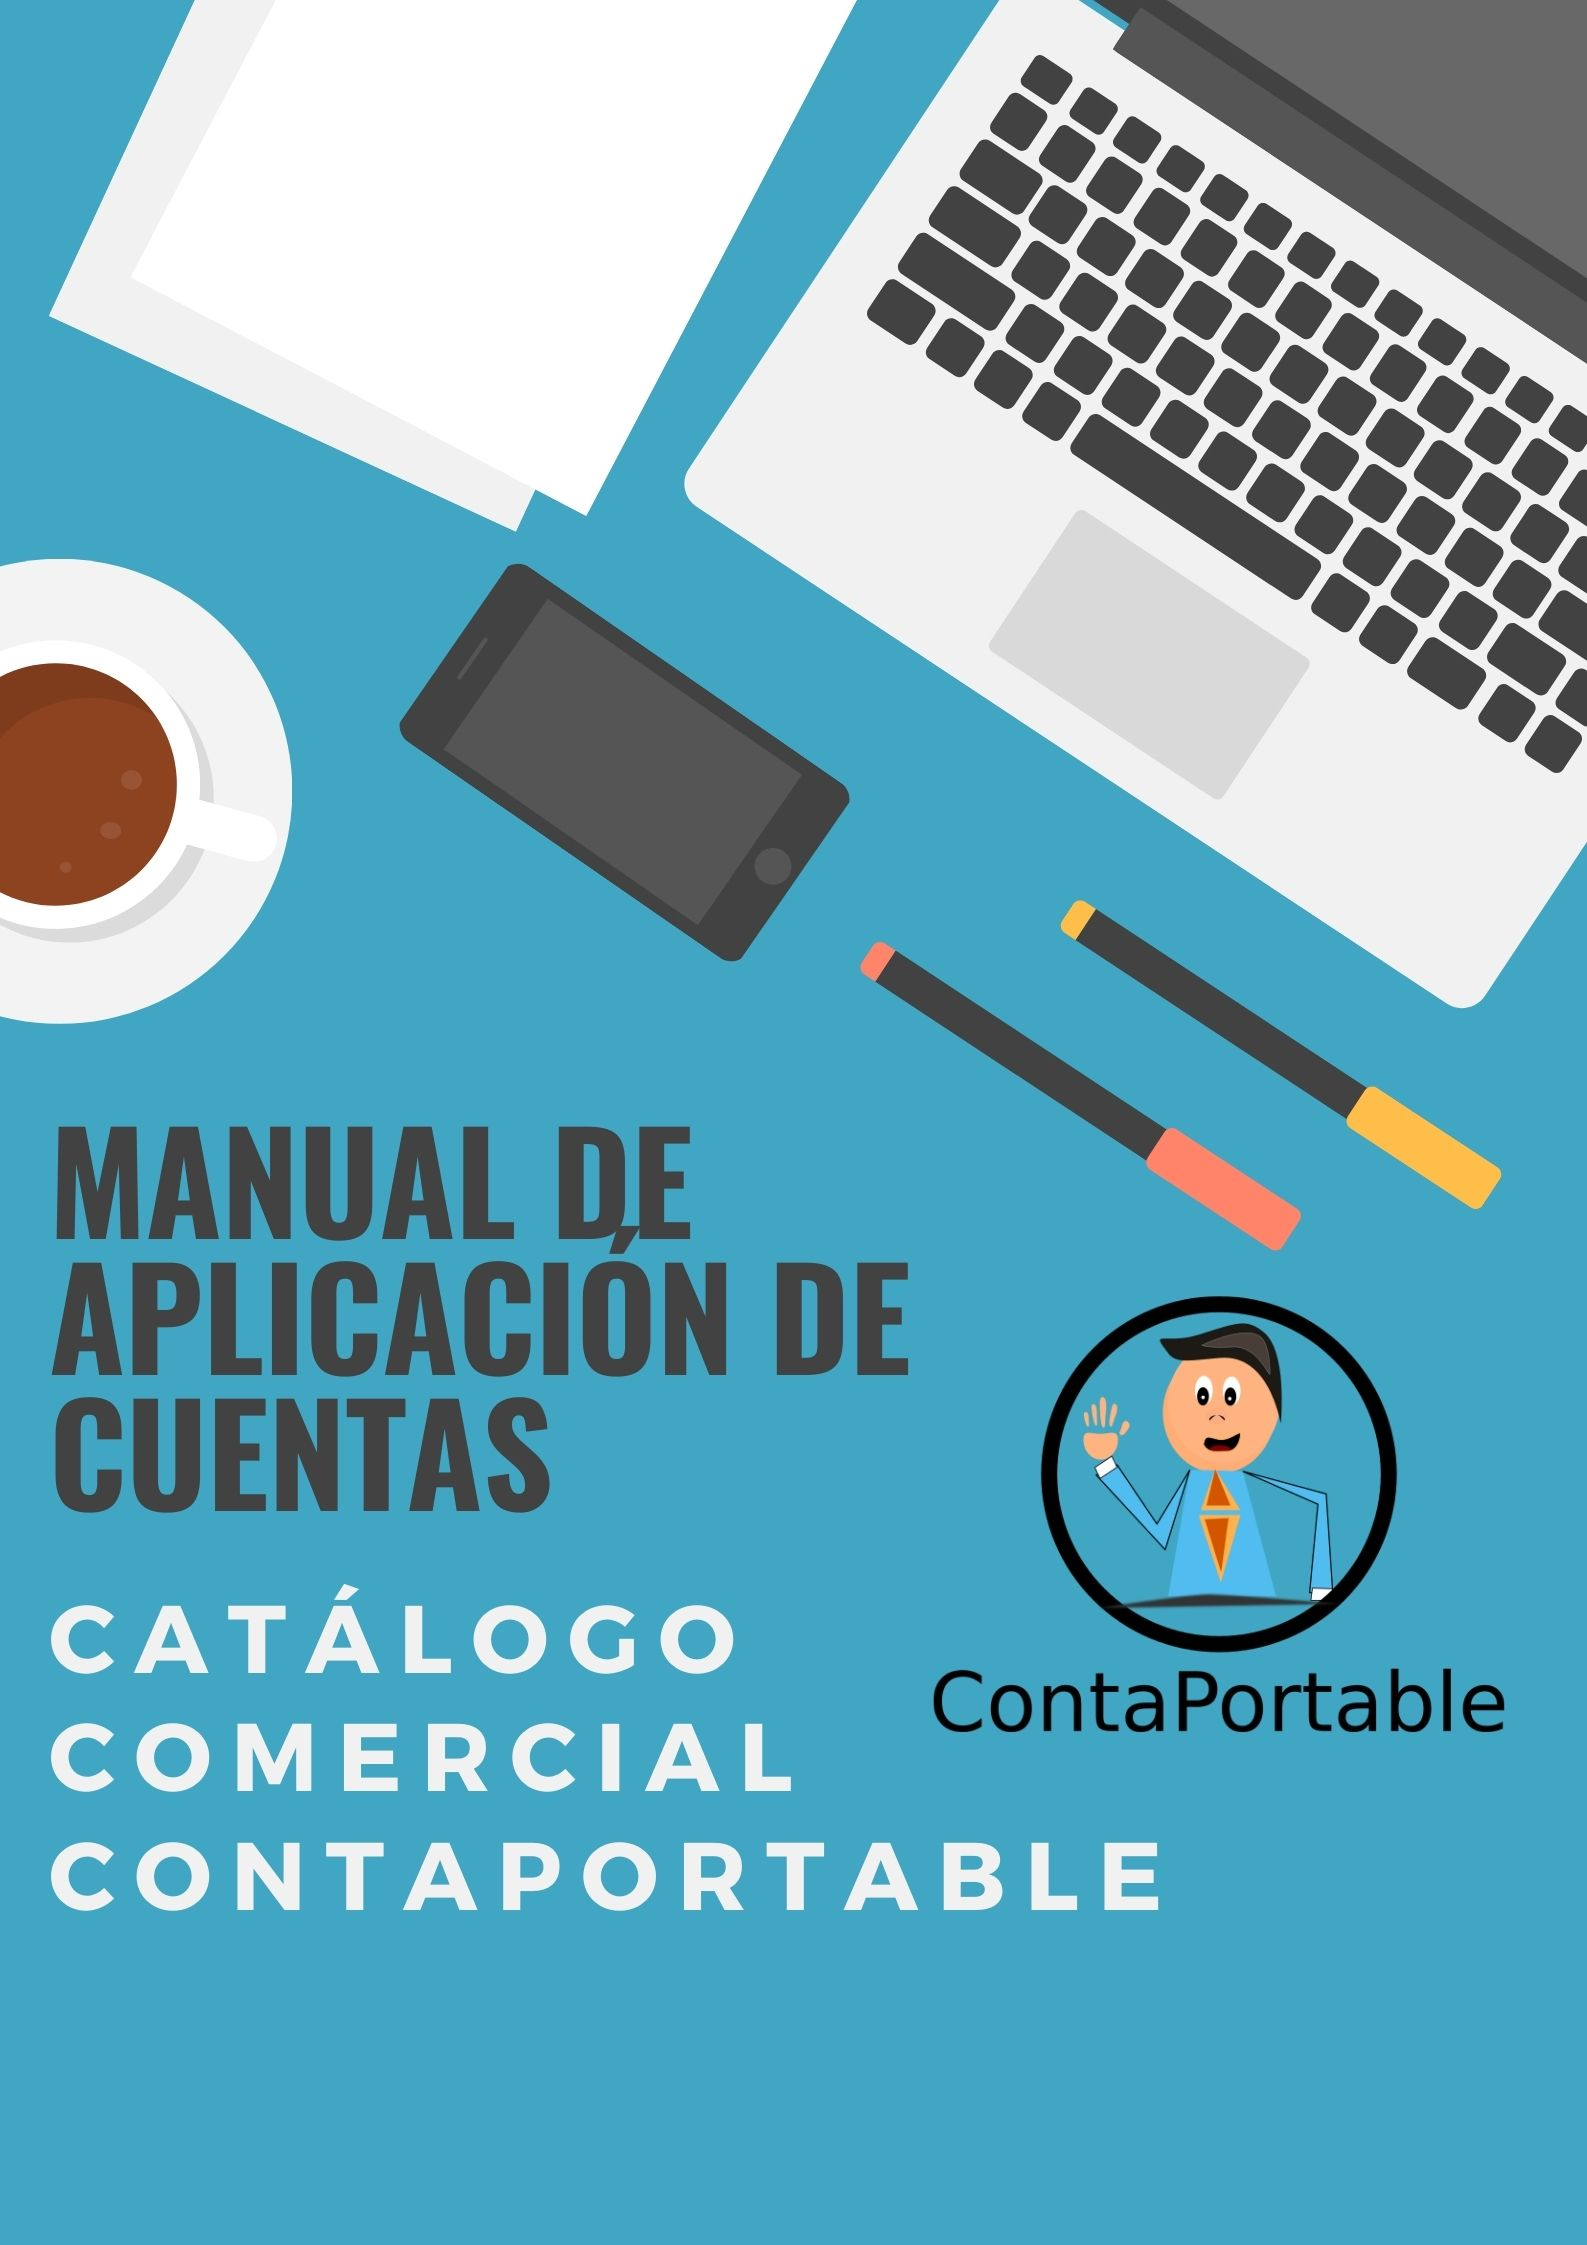 MANUAL DE
APLICACIÓN DE
CUENTAS
CATÁLOGO
COMERCIAL
CONTAPORTABLE
ContaPortable